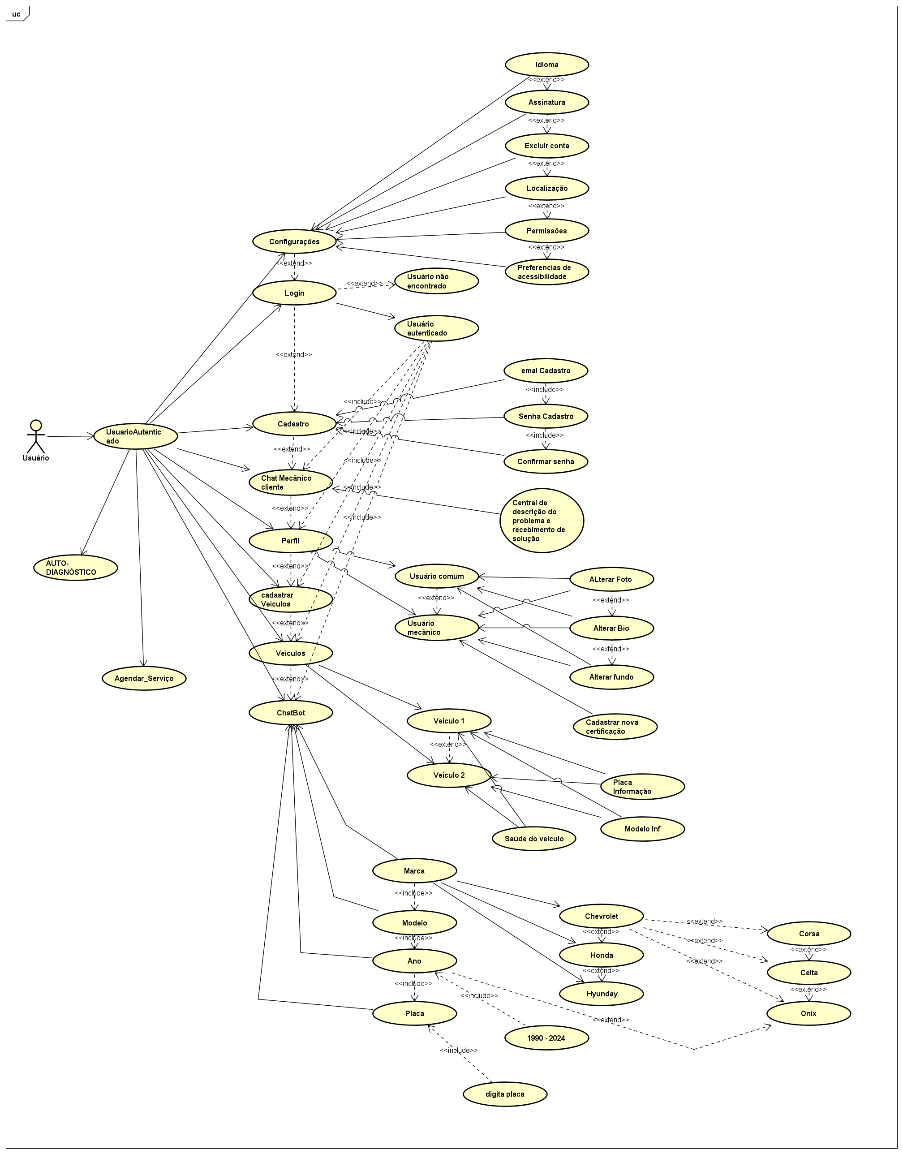 uc
Idioma
<<extend>>
Assinatura
<<extend>>
Excluir conta
<<extend>>
Localização
<<extend>>
Permissões
<<extend>>
Preferencias de
acessibilidade
Configurações
<<extend>>
Login
<<extend>>
Usuário não
encontrado
Usuário
autenticado
<<extend>>
emal Cadastro
<<include>>
Senha Cadastro
<<include>>
Confirmar senha
<<include>>
Cadastro
<<include>>
<<extend>>
<<include>>
Chat Mecânico
cliente
<<include>>
<<extend>>
<<include>>
Central de
descrição do
problema e
recebimento de
solução
Usuário
UsuarioAutentic
ado
Perfil
<<extend>>
AUTO-
DIAGNÓSTICO
cadastrar
Veiculos
<<extend>>
Usuário comum
<<extend>>
Usuário
mecânico
ALterar Foto
<<extend>>
Alterar Bio
<<extend>>
Alterar fundo
Cadastrar nova
certificação
Veiculos
<<extend>>
Agendar_Serviço
ChatBot
Veiculo 1
<<extend>>
Veiculo 2
Placa
Informação
Modelo Inf
Saúde do veiculo
Marca
<<include>>
Modelo
<<include>>
Ano
<<include>>
Placa
<<include>>
1990 - 2024
<<include>>
digita placa
Chevrolet
<<extend>>
Honda
<<extend>>
Hyunday
<<extend>>
<<extend>>
<<extend>>
<<extend>>
Corsa
<<extend>>
Celta
<<extend>>
Onix